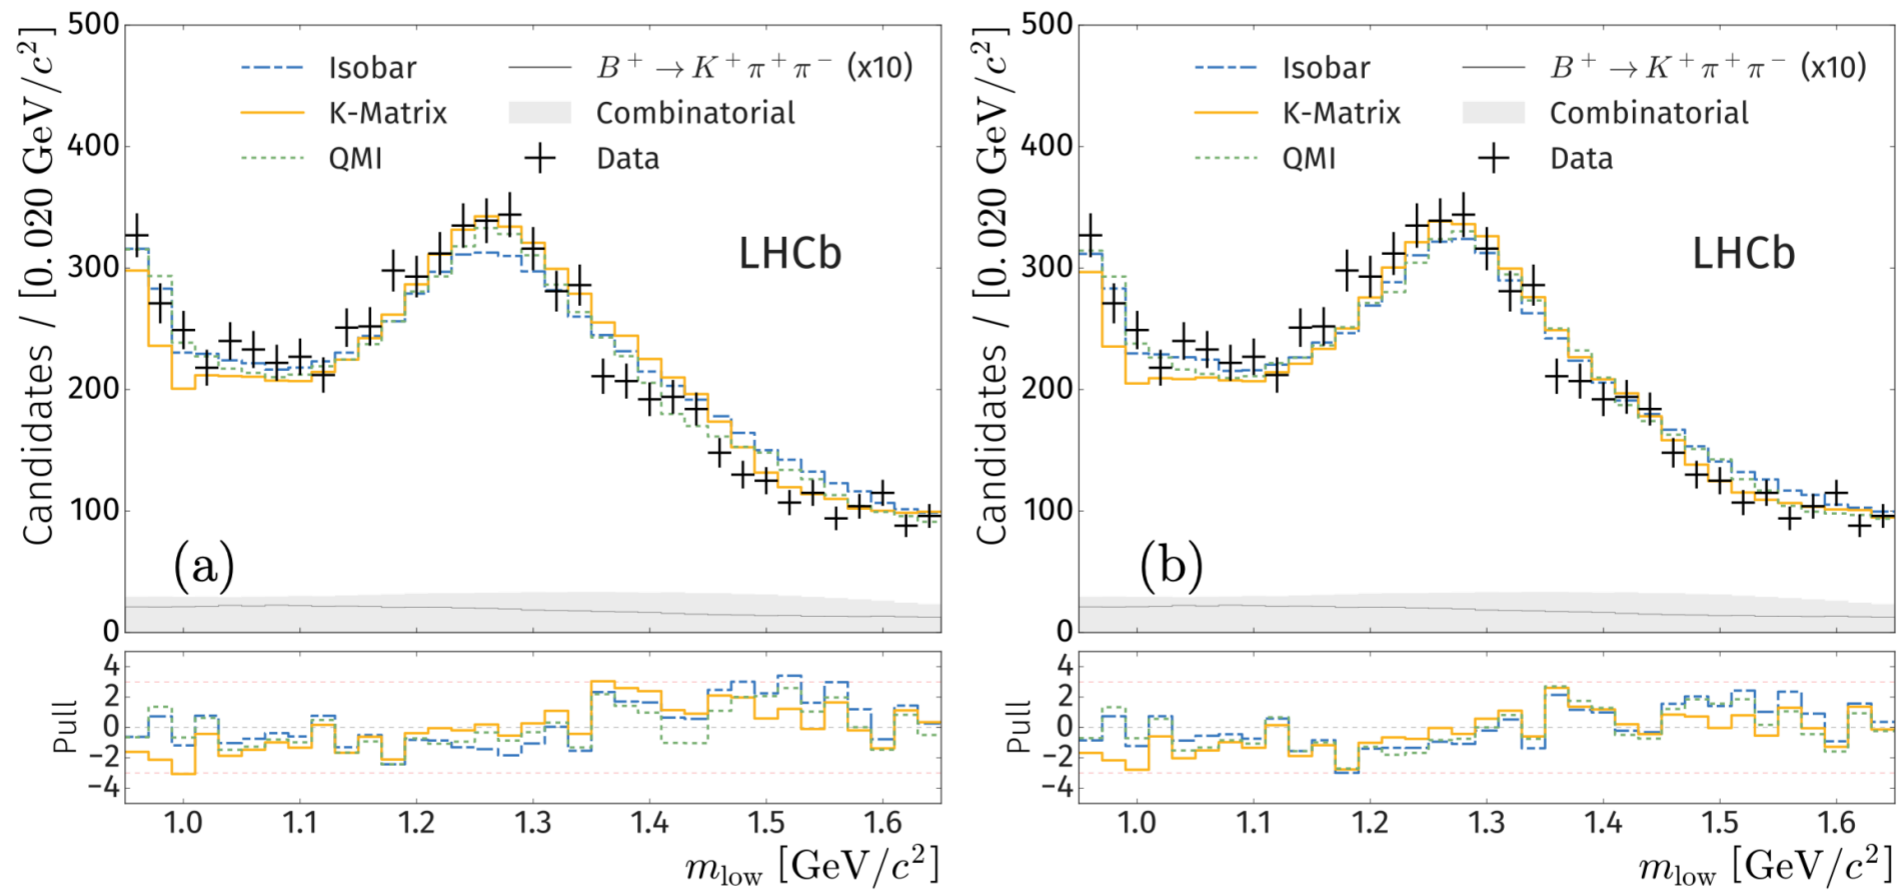 Candidates / [0.020 GeV/c²]
500
400
300
200
100
0
Isobar
K-Matrix
QMI
B⁺ → K⁺π⁺π⁻ (x10)
Combinatorial
Data
LHCb
(a)
Pull
4
2
0
−2
−4
1.0 1.1 1.2 1.3 1.4 1.5 1.6
m_low [GeV/c²]
Candidates / [0.020 GeV/c²]
500
400
300
200
100
0
Isobar
K-Matrix
QMI
B⁺ → K⁺π⁺π⁻ (x10)
Combinatorial
Data
LHCb
(b)
Pull
4
2
0
−2
−4
1.0 1.1 1.2 1.3 1.4 1.5 1.6
m_low [GeV/c²]